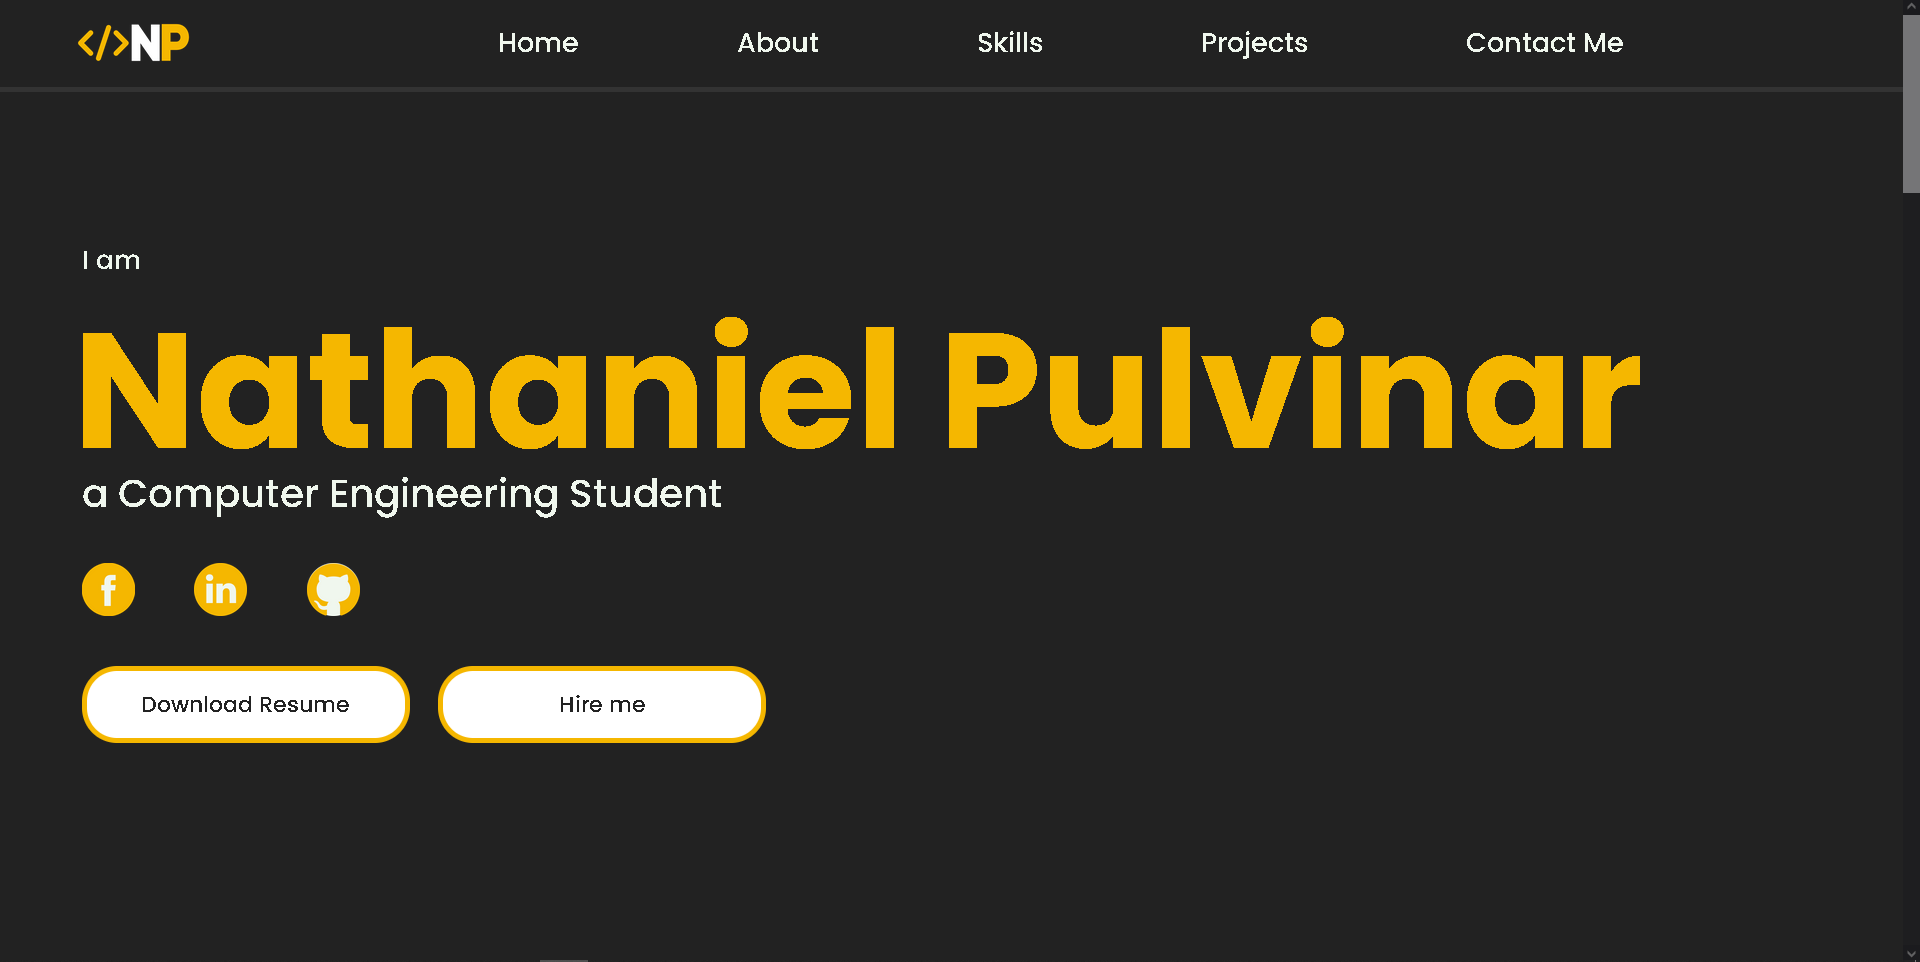 </>NP
Home About Skills Projects Contact Me
I am
Nathaniel Pulvinar
a Computer Engineering Student
f in
Download Resume Hire me